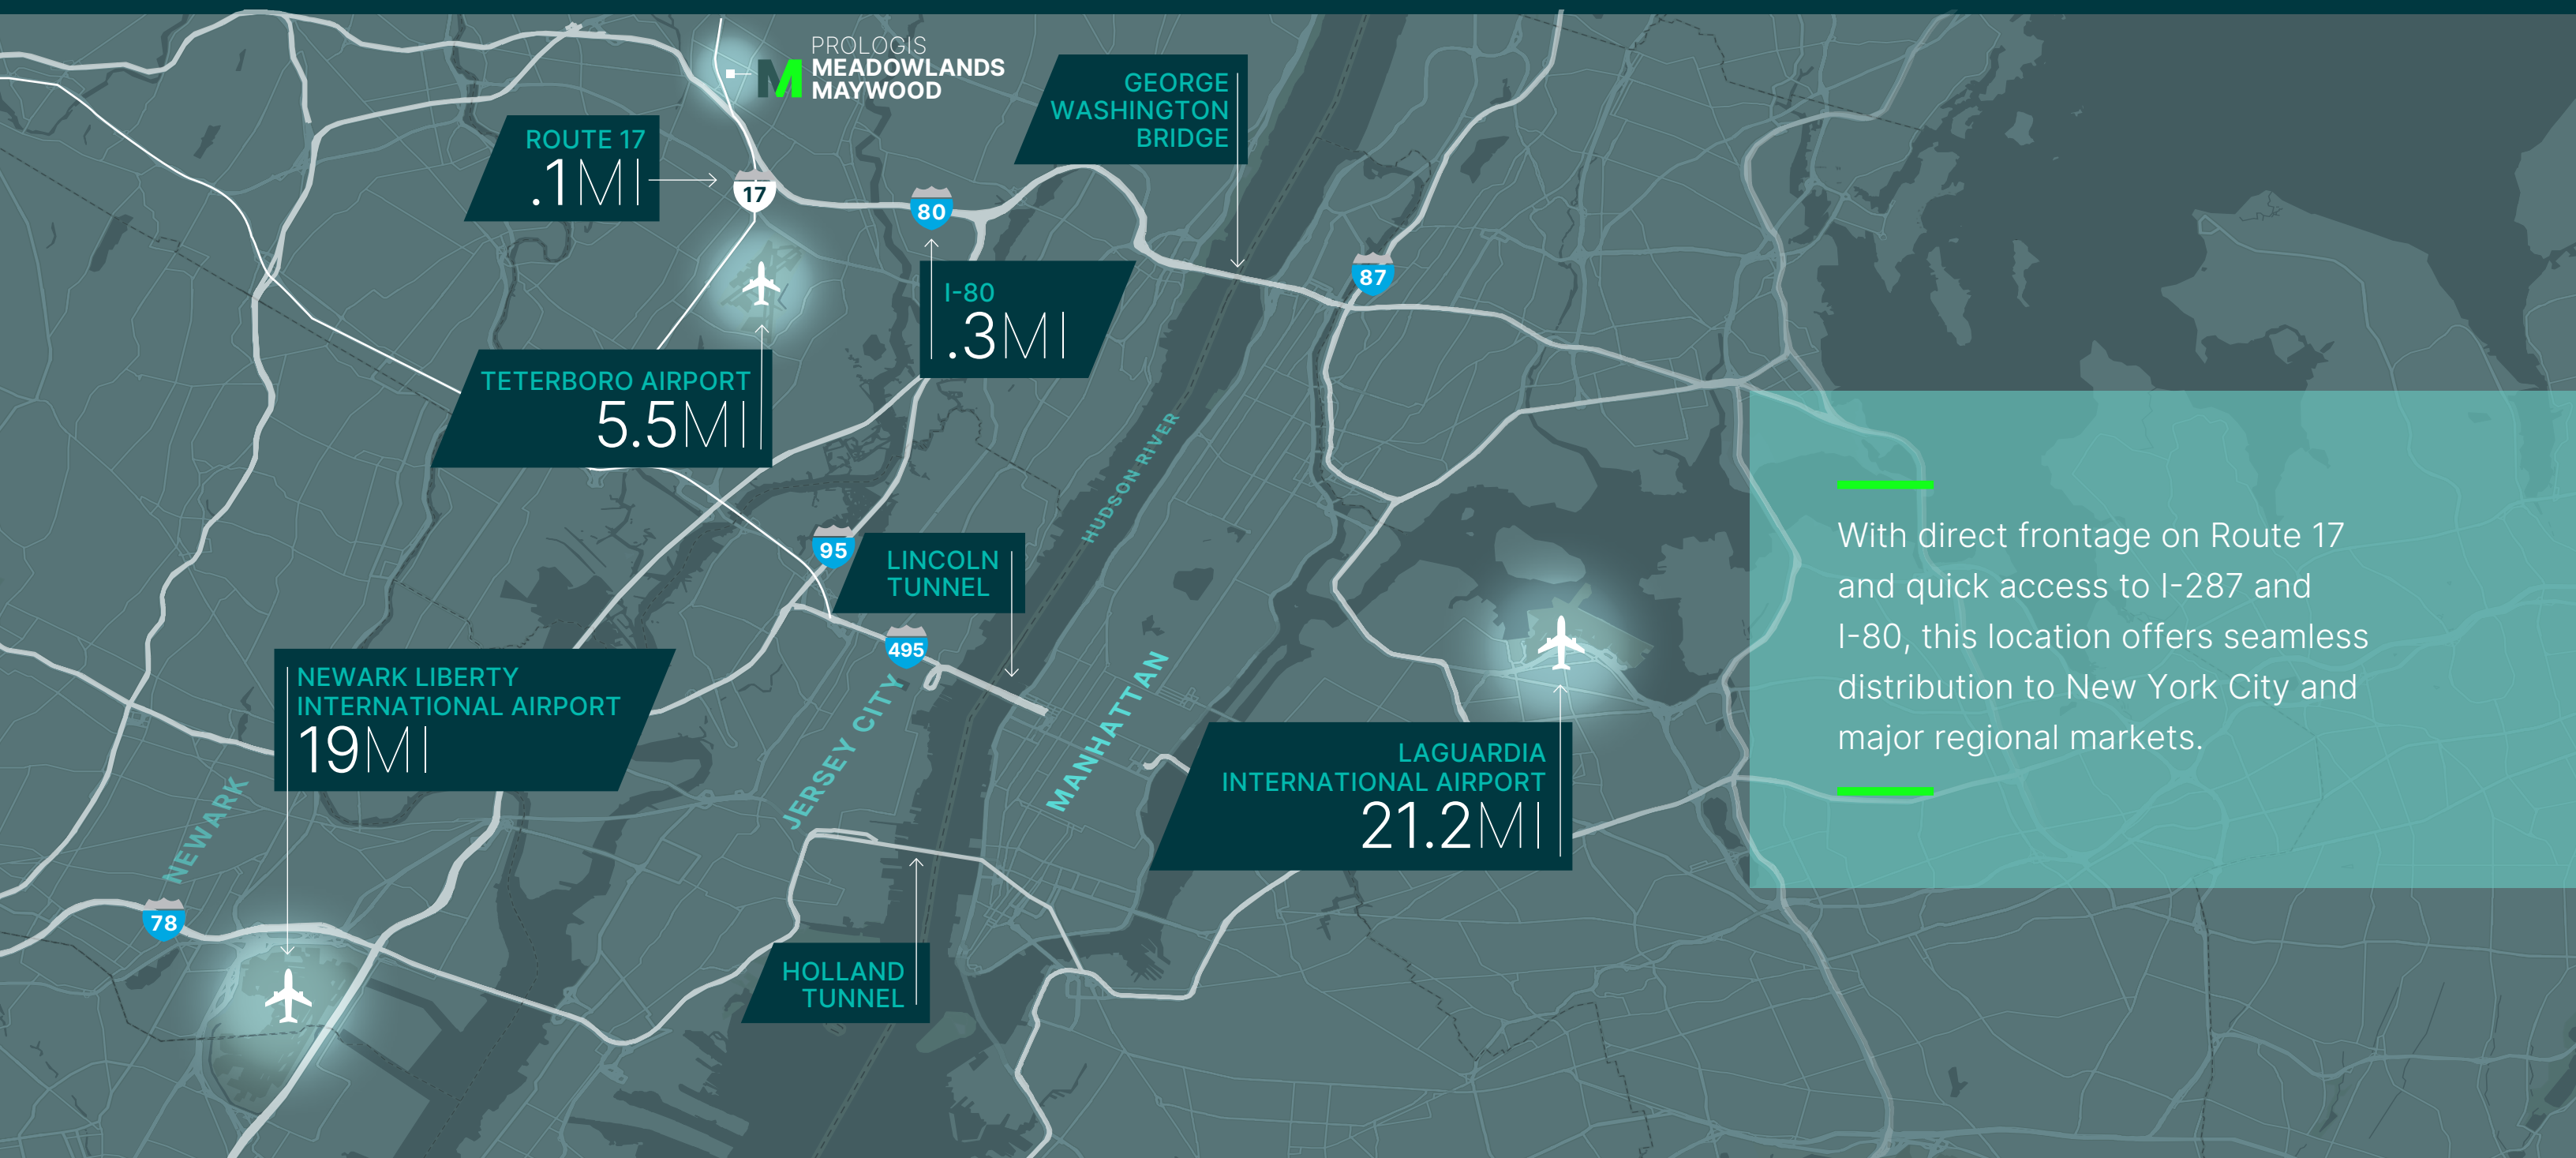 PROLOGIS
MEADOWLANDS
MAYWOOD
GEORGE
WASHINGTON
BRIDGE
ROUTE 17
.1MI
17
80
87
I-80
.3MI
TETERBORO AIRPORT
5.5MI
HUDSON RIVER
With direct frontage on Route 17
and quick access to I-287 and
I-80, this location offers seamless
distribution to New York City and
major regional markets.
95
LINCOLN
TUNNEL
495
NEWARK LIBERTY
INTERNATIONAL AIRPORT
19MI
JERSEY CITY
MANHATTAN
LAGUARDIA
INTERNATIONAL AIRPORT
21.2MI
NEWARK
78
HOLLAND
TUNNEL